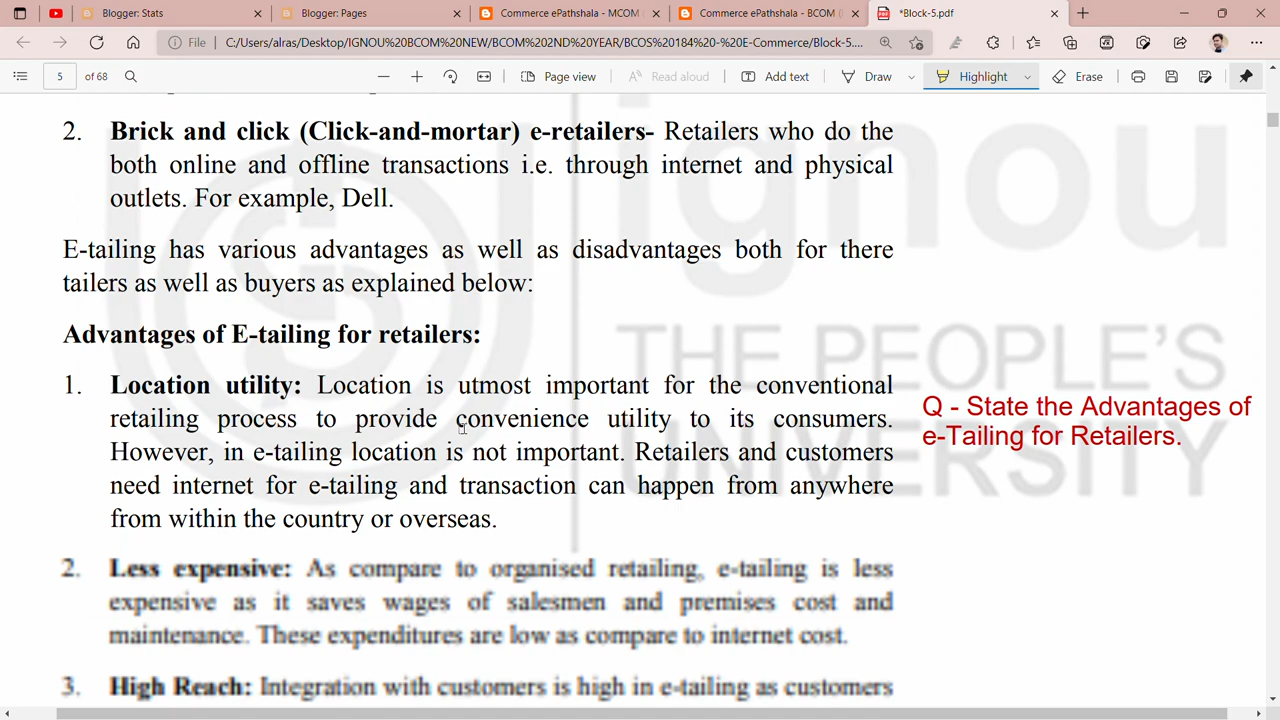 Blogger: Stats
Blogger: Pages
Commerce ePathshala - MCOM
Commerce ePathshala - BCOM (
*Block-5.pdf
File
C:/Users/alras/Desktop/IGNOU%20BCOM%20NEW/BCOM%202ND%20YEAR/BCOS%20184%20-%20E-Commerce/Block-5....
5 of 68
Page view
Read aloud
Add text
Draw
Highlight
Erase
2. Brick and click (Click-and-mortar) e-retailers- Retailers who do the
both online and offline transactions i.e. through internet and physical
outlets. For example, Dell.
E-tailing has various advantages as well as disadvantages both for there
tailers as well as buyers as explained below:
Advantages of E-tailing for retailers:
1. Location utility: Location is utmost important for the conventional
retailing process to provide convenience utility to its consumers.
However, in e-tailing location is not important. Retailers and customers
need internet for e-tailing and transaction can happen from anywhere
from within the country or overseas.
2. Less expensive: As compare to organised retailing, e-tailing is less
expensive as it saves wages of salesmen and premises cost and
maintenance. These expenditures are low as compare to internet cost.
3. High Reach: Integration with customers is high in e-tailing as customers
Q - State the Advantages of
e-Tailing for Retailers.
ignou
THE PEOPLE'S
UNIVERSITY